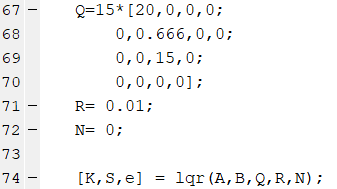 67 – Q=15*[20,0,0,0;
68 0,0.666,0,0;
69 0,0,15,0;
70 0,0,0,0];
71 – R= 0.01;
72 – N= 0;
73
74 – [K,S,e] = lqr(A,B,Q,R,N);